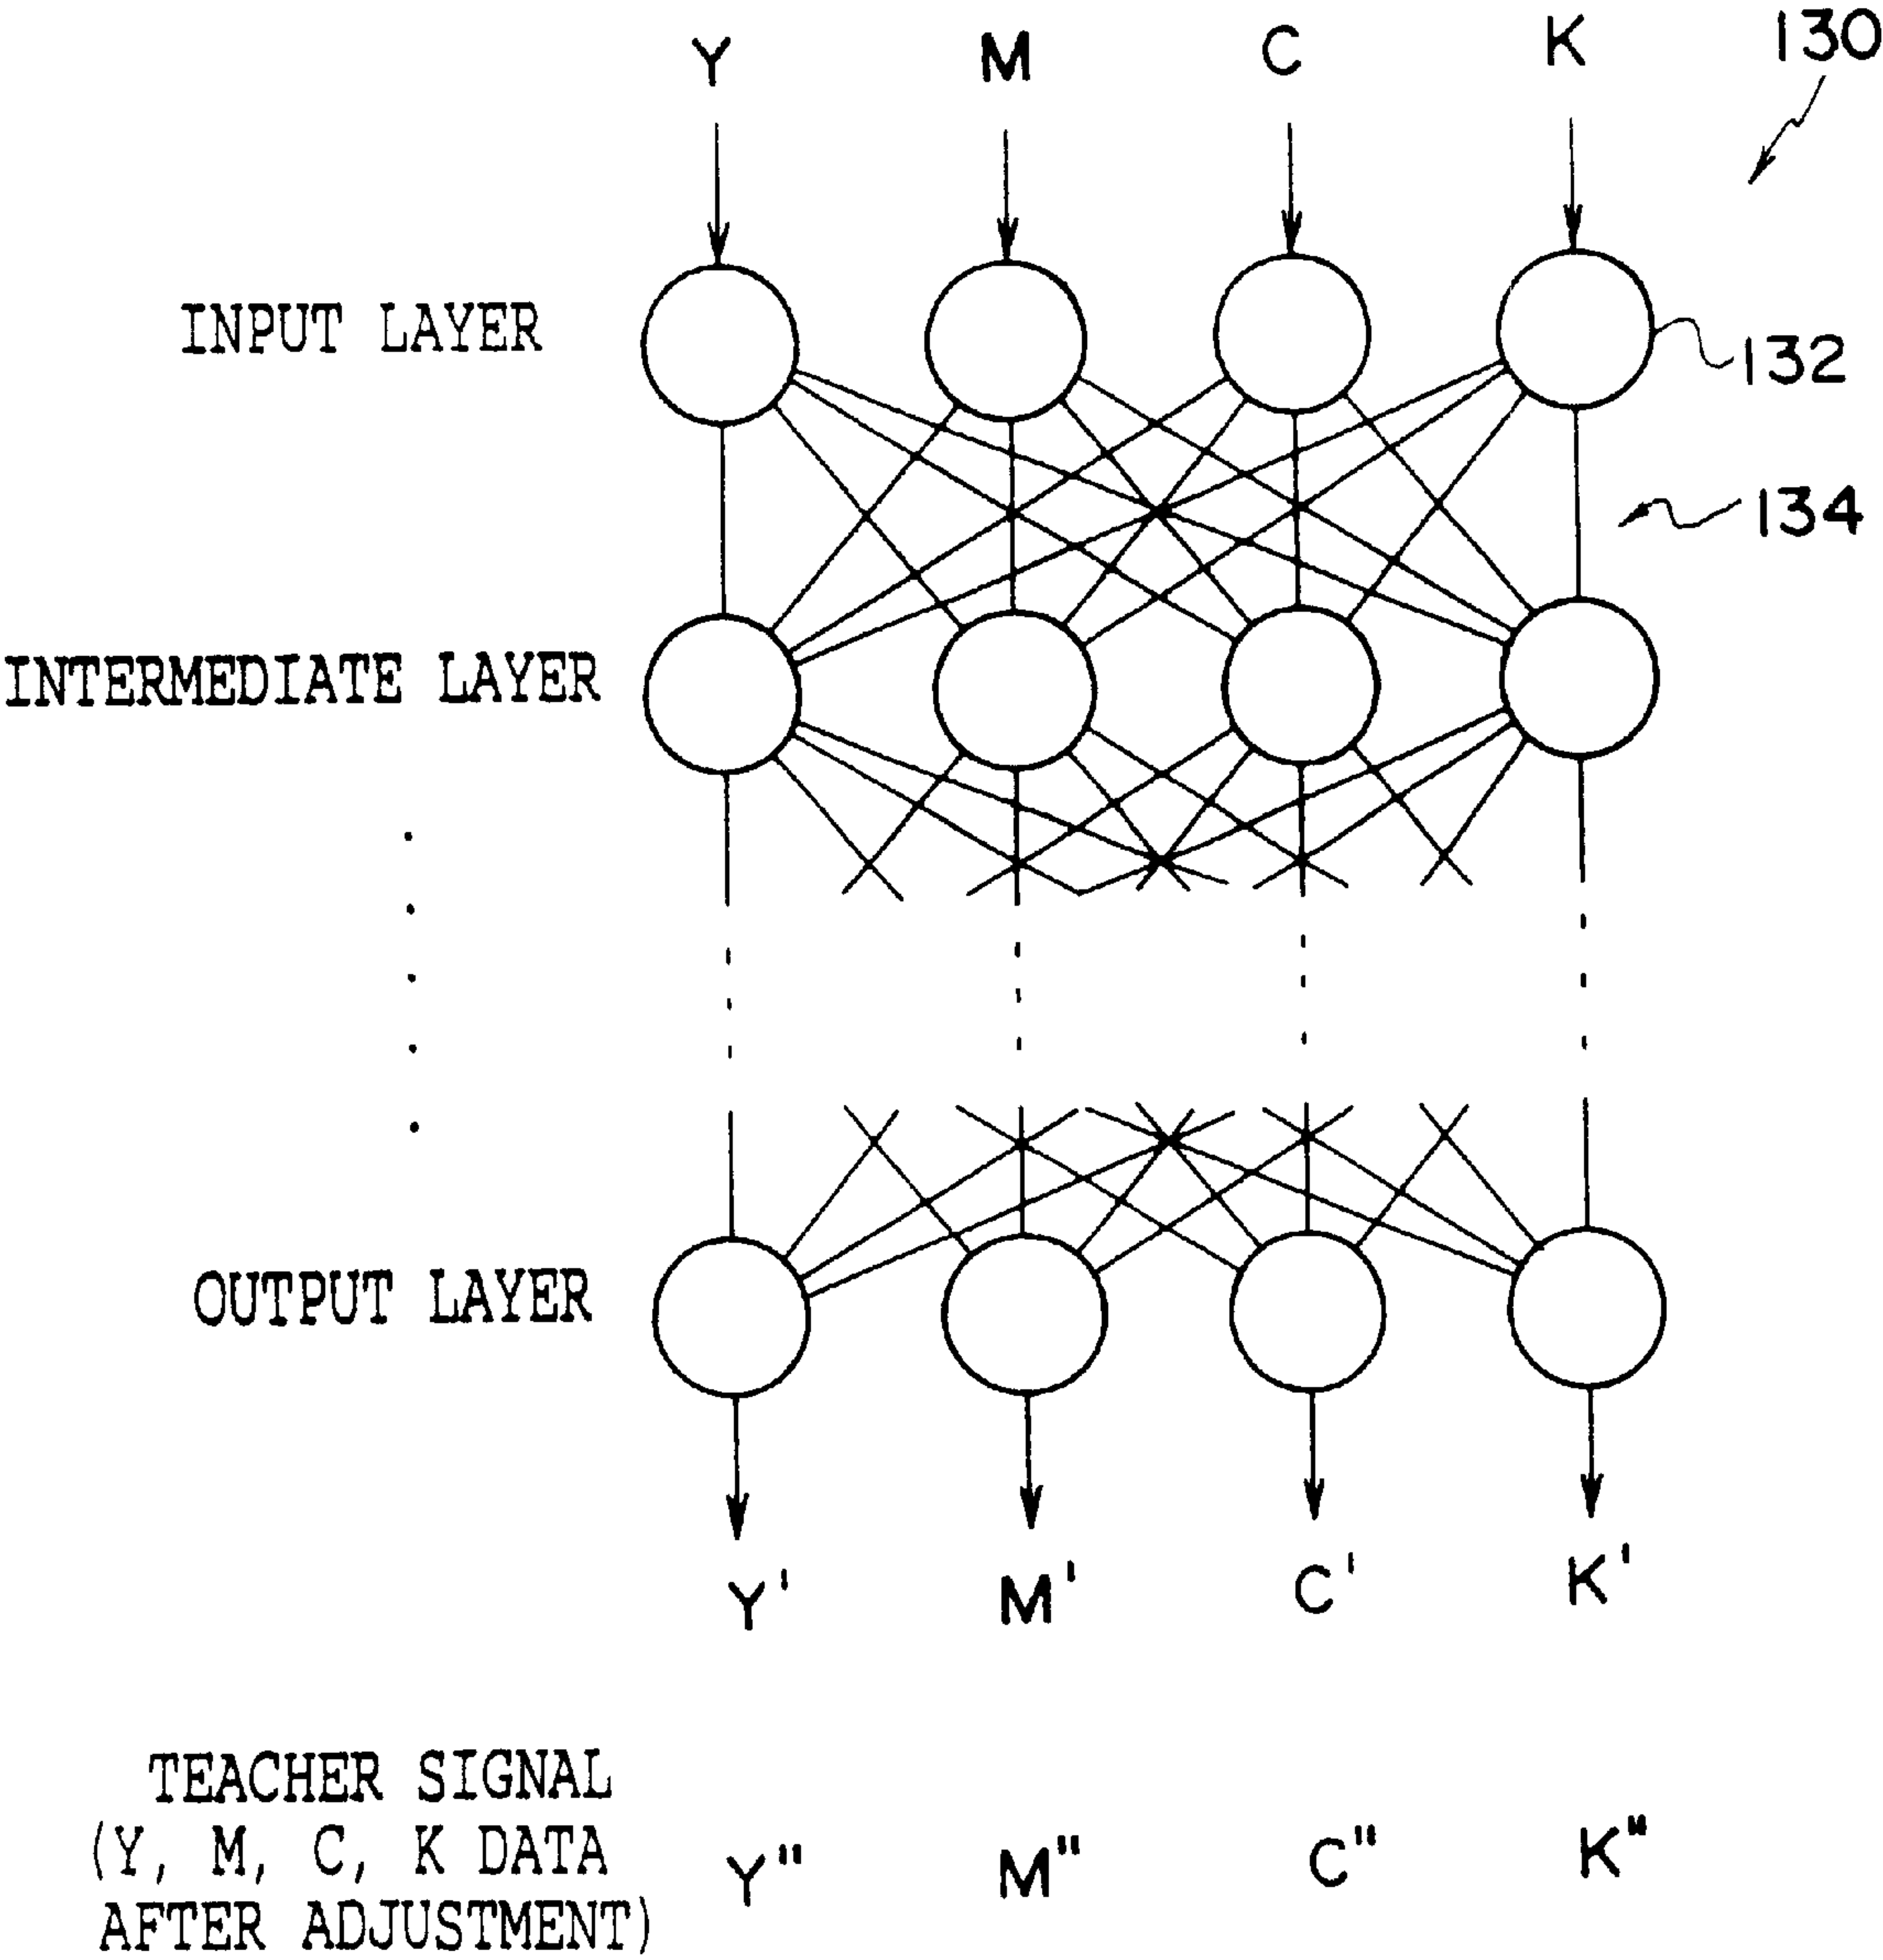 Y M C K 130
INPUT LAYER
132
134
INTERMEDIATE LAYER
OUTPUT LAYER
Y' M' C' K'
TEACHER SIGNAL
(Y, M, C, K DATA
AFTER ADJUSTMENT)
Y" M" C" K"